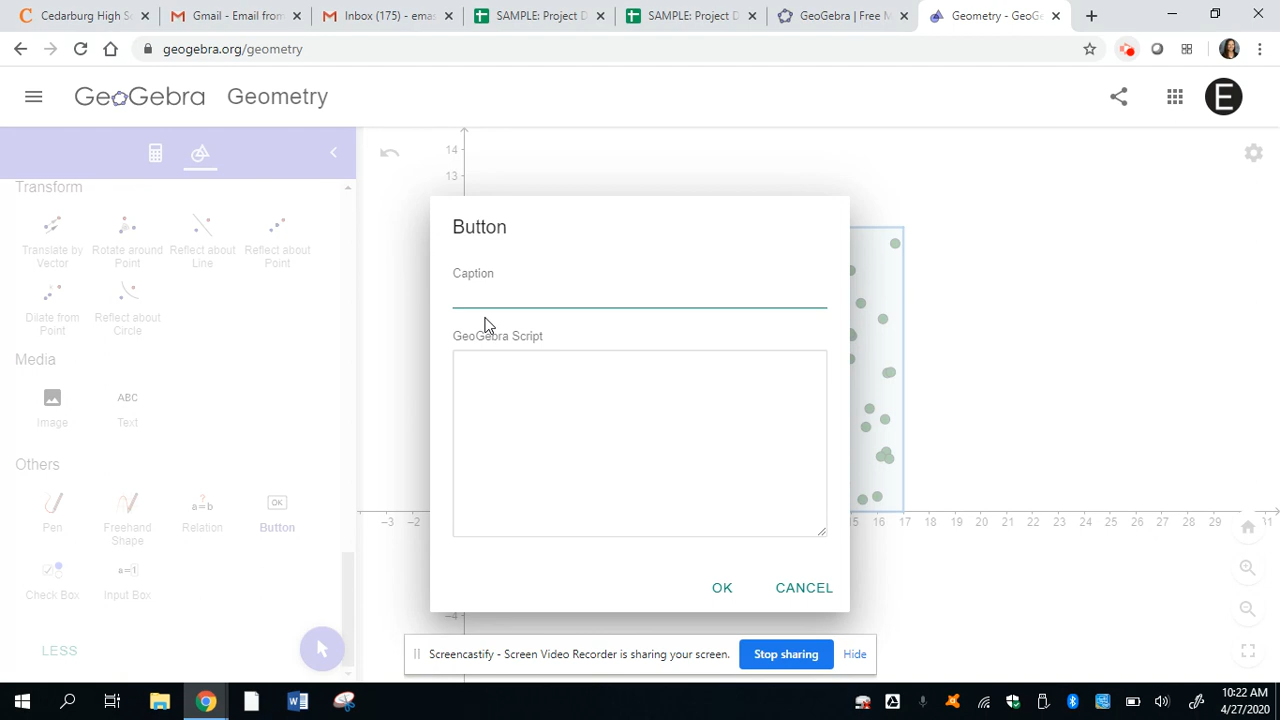 Cedarburg High Sc
Gmail - Email from
Inbox (175) - emas
SAMPLE: Project D
SAMPLE: Project D
GeoGebra | Free M
Geometry - GeoGe
geogebra.org/geometry
GeoGebra Geometry
E
Transform
Translate by Vector
Rotate around Point
Reflect about Line
Reflect about Point
Dilate from Point
Reflect about Circle
Media
Image
ABC
Text
Others
Pen
Freehand Shape
a=b
Relation
OK
Button
Check Box
a=1
Input Box
LESS
14
13
-3 -2
15 16 17 18 19 20 21 22 23 24 25 26 27 28 29
-4
Button
Caption
GeoGebra Script
OK CANCEL
Screencastify - Screen Video Recorder is sharing your screen.
Stop sharing
Hide
10:22 AM
4/27/2020